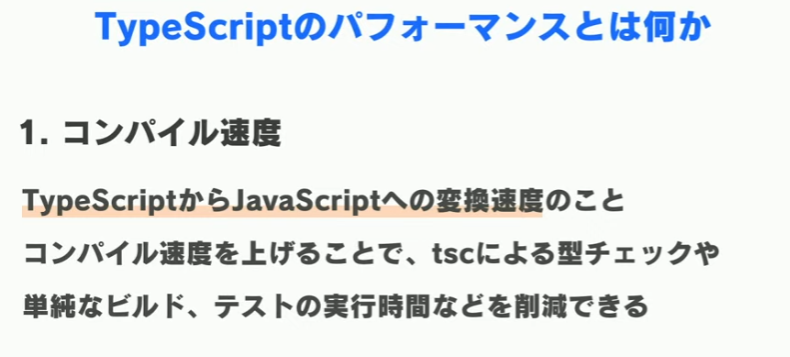 TypeScriptのパフォーマンスとは何か
1. コンパイル速度
TypeScriptからJavaScriptへの変換速度のこと
コンパイル速度を上げることで、tscによる型チェックや
単純なビルド、テストの実行時間などを削減できる